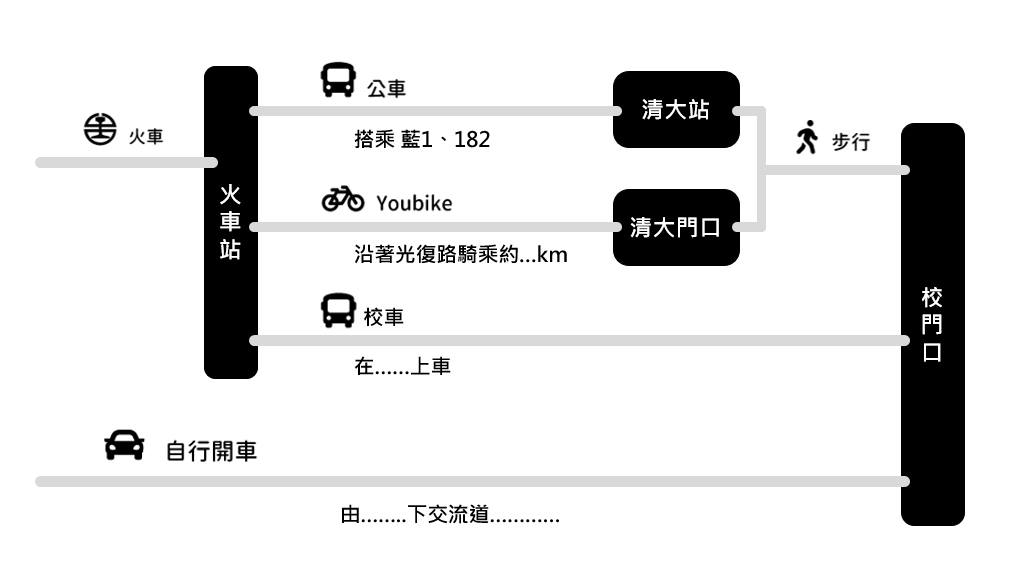 公車
清大站
火車
搭乘 藍1、182
步行
火車站
Youbike
清大門口
沿著光復路騎乘約...km
校門口
校車
在......上車
自行開車
由........下交流道............